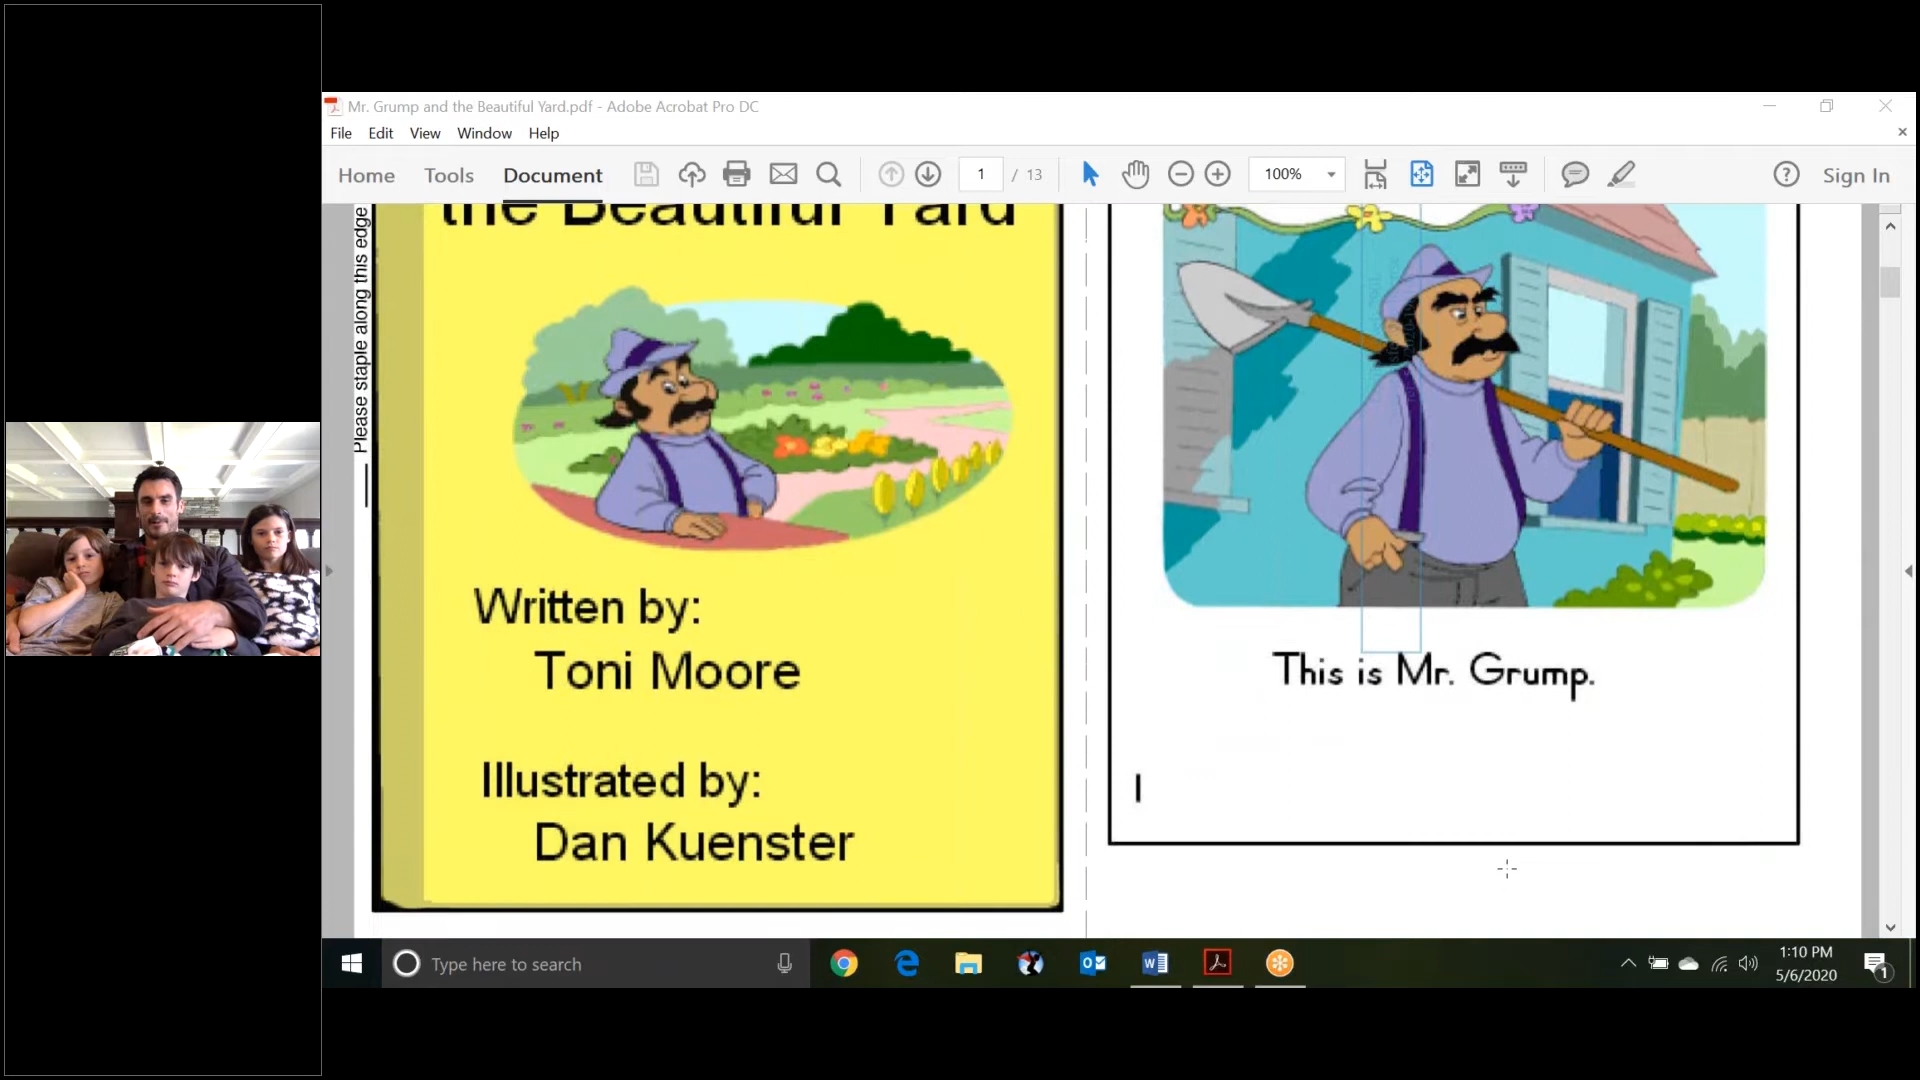 Mr. Grump and the Beautiful Yard.pdf - Adobe Acrobat Pro DC
File Edit View Window Help
Home Tools Document 1 / 13 100% Sign In
Please staple along this edge
the Beautiful Yard
Written by:
Toni Moore
Illustrated by:
Dan Kuenster
This is Mr. Grump.
1
Type here to search
1:10 PM
5/6/2020
1